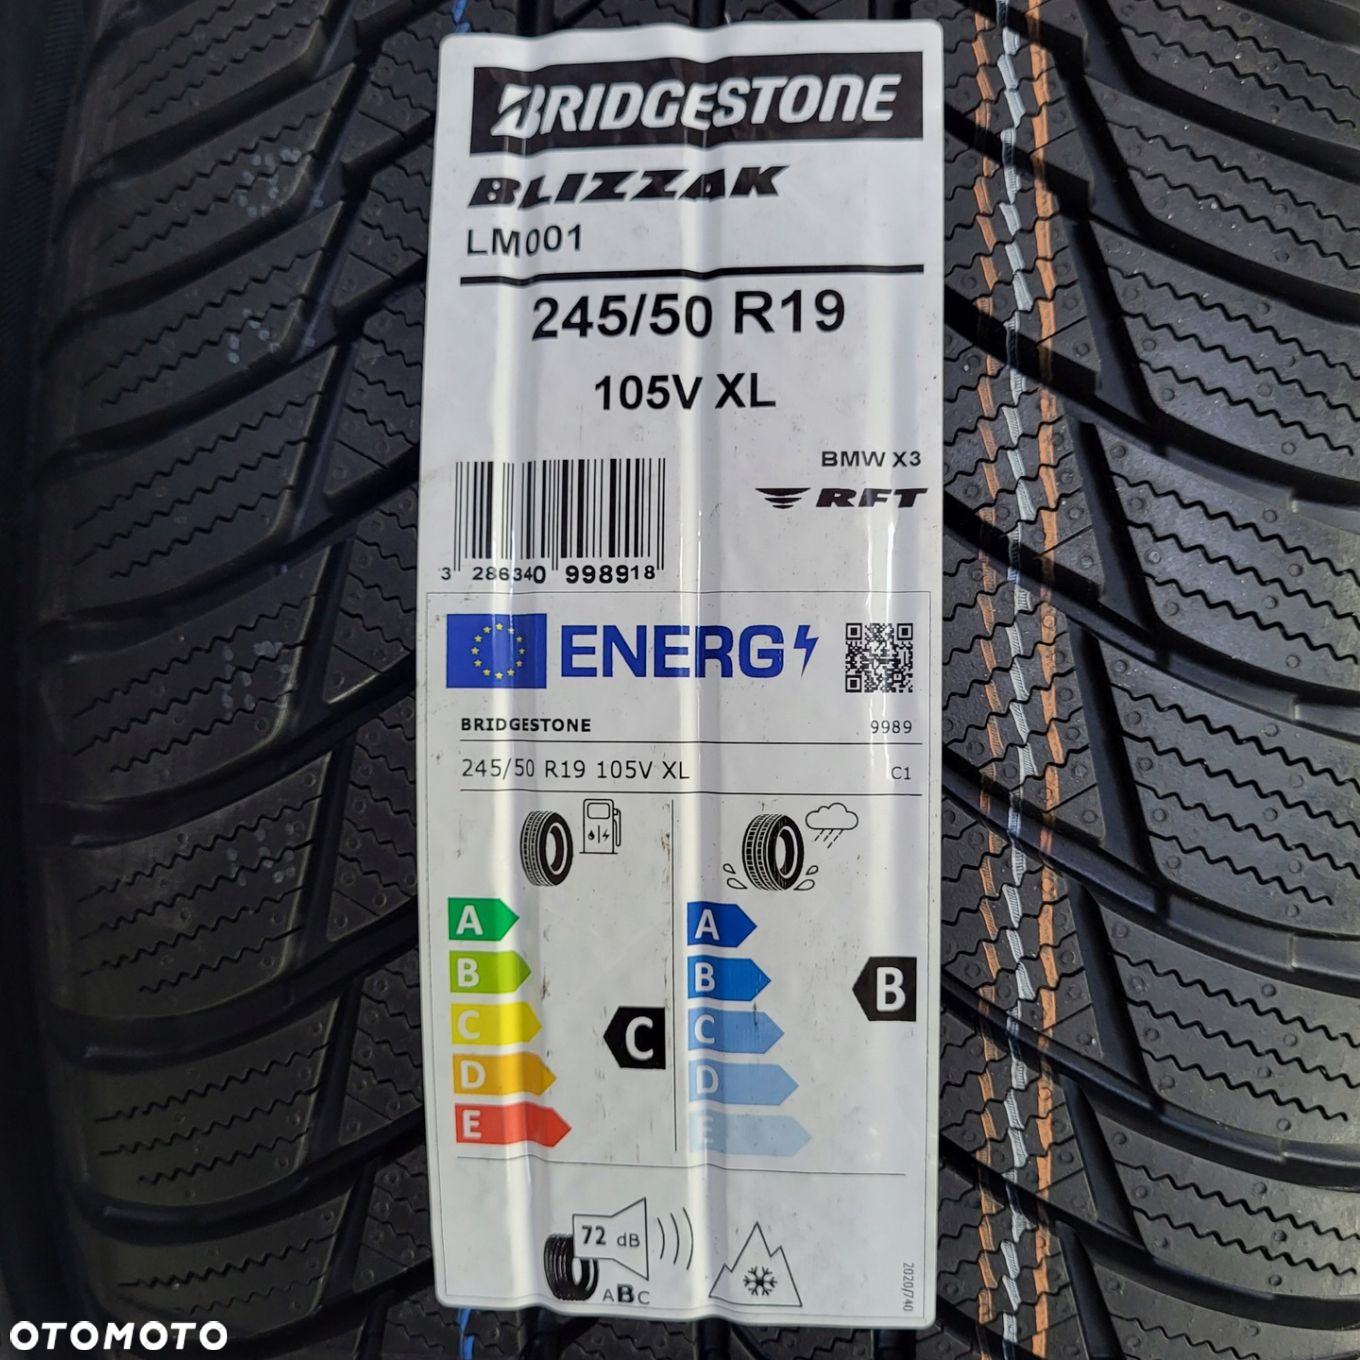 BRIDGESTONE
BLIZZAK
LM001
245/50 R19
105V XL
BMW X3
RFT
3 286340 998918
ENERG
BRIDGESTONE 9989
245/50 R19 105V XL C1
A A
B B B
C C C
D D
E E
72 dB
ABC
2020/740
OTOMOTO